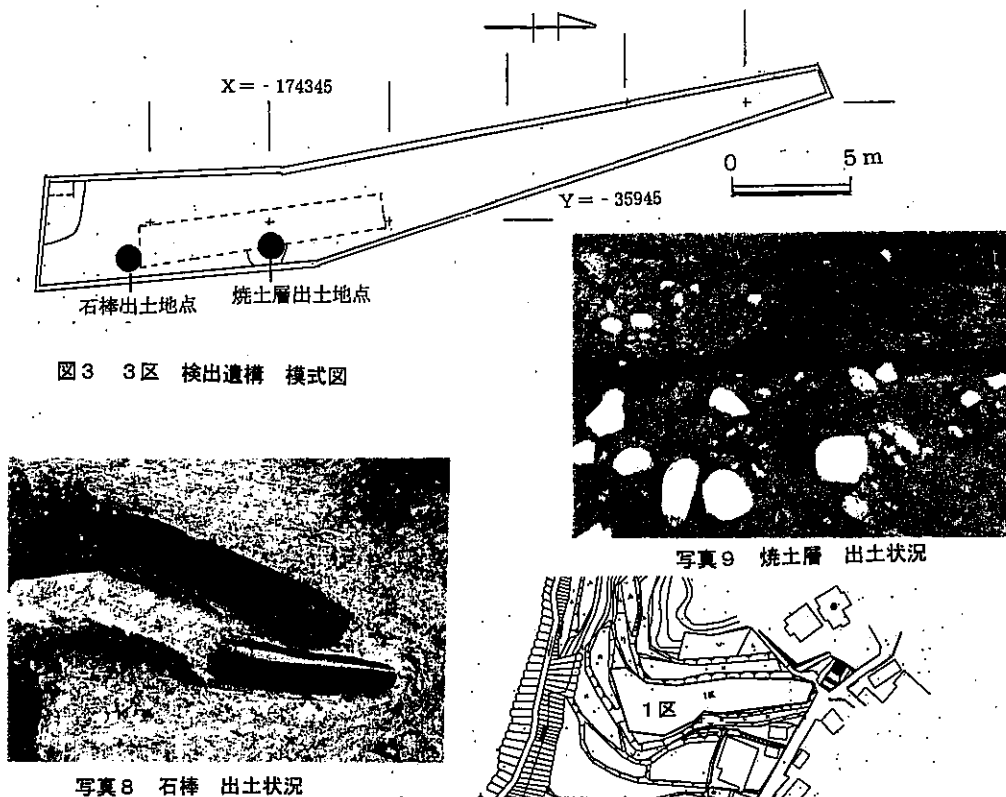 X = - 174345
0 5 m
Y = - 35945
石棒出土地点 焼土層出土地点
図3 3区 検出遺構 模式図
写真9 焼土層 出土状況
写真8 石棒 出土状況
1区